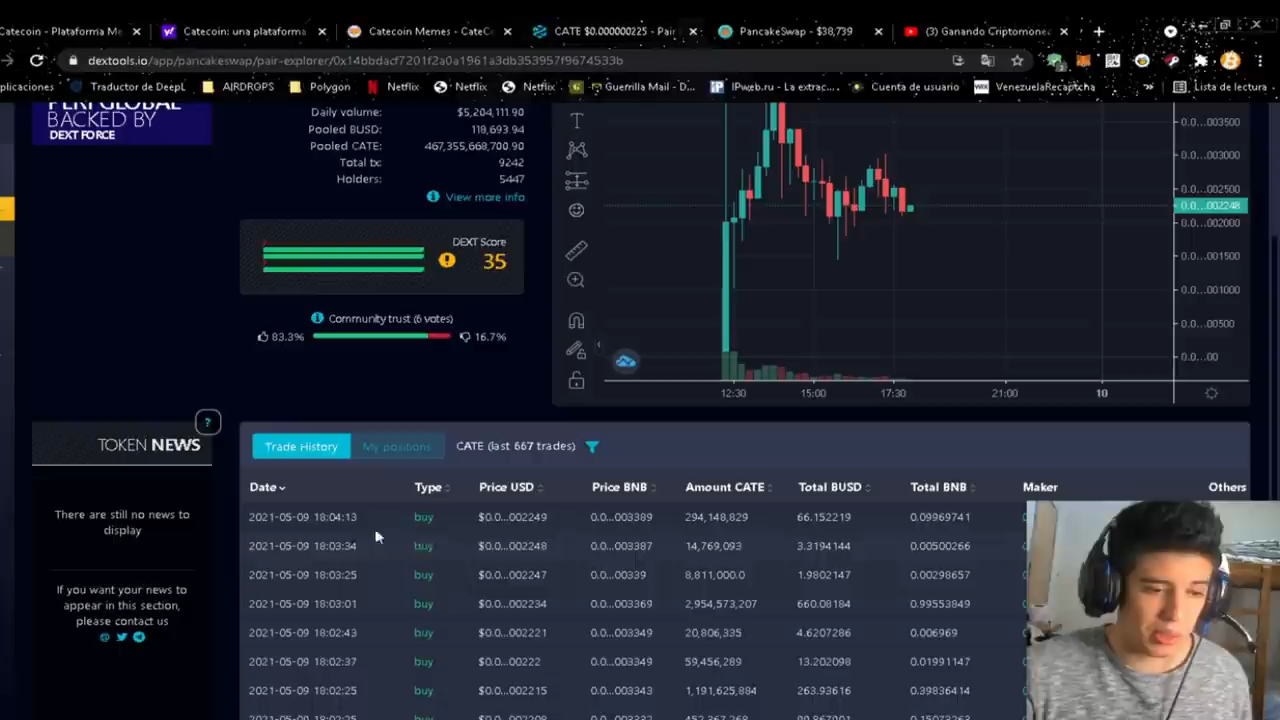 Catecoin - Plataforma Me
Catecoin: una plataforma
Catecoin Memes - CateC
CATE $0.000000225 - Pair
PancakeSwap - $38,739
(3) Ganando Criptomone
dextools.io/app/pancakeswap/pair-explorer/0x14bbdacf7201f2a0a1961a3db353957f9674533b
plicaciones
Traductor de DeepL
AIRDROPS
Polygon
Netflix
Netflix
Netflix
Guerrilla Mail - D...
IPweb.ru - La extrac...
Cuenta de usuario
VenezuelaRecaptcha
Lista de lectura
PERI GLOBAL
BACKED BY
DEXT FORCE
Daily volume: $5,204,111.90
Pooled BUSD: 118,693.94
Pooled CATE: 467,355,668,700.90
Total tx: 9242
Holders: 5447
View more info
DEXT Score
35
Community trust (6 votes)
83.3% 16.7%
0.0...003500
0.0...003000
0.0...002500
0.0...002248
0.0...002000
0.0...001500
0.0...001000
0.0...00500
0.0...00
12:30 15:00 17:30 21:00 10
?
TOKEN NEWS
There are still no news to
display
If you want your news to
appear in this section,
please contact us
Trade History My positions CATE (last 667 trades)
Date Type Price USD Price BNB Amount CATE Total BUSD Total BNB Maker Others
2021-05-09 18:04:13 buy $0.0...002249 0.0...003389 294,148,829 66.152219 0.09969741
2021-05-09 18:03:34 buy $0.0...002248 0.0...003387 14,769,093 3.3194144 0.00500266
2021-05-09 18:03:25 buy $0.0...002247 0.0...00339 8,811,000.0 1.9802147 0.00298657
2021-05-09 18:03:01 buy $0.0...002234 0.0...003369 2,954,573,207 660.08184 0.99553849
2021-05-09 18:02:43 buy $0.0...002221 0.0...003349 20,806,335 4.6207286 0.006969
2021-05-09 18:02:37 buy $0.0...00222 0.0...003349 59,456,289 13.202098 0.01991147
2021-05-09 18:02:25 buy $0.0...002215 0.0...003343 1,191,625,884 263.93616 0.39836414